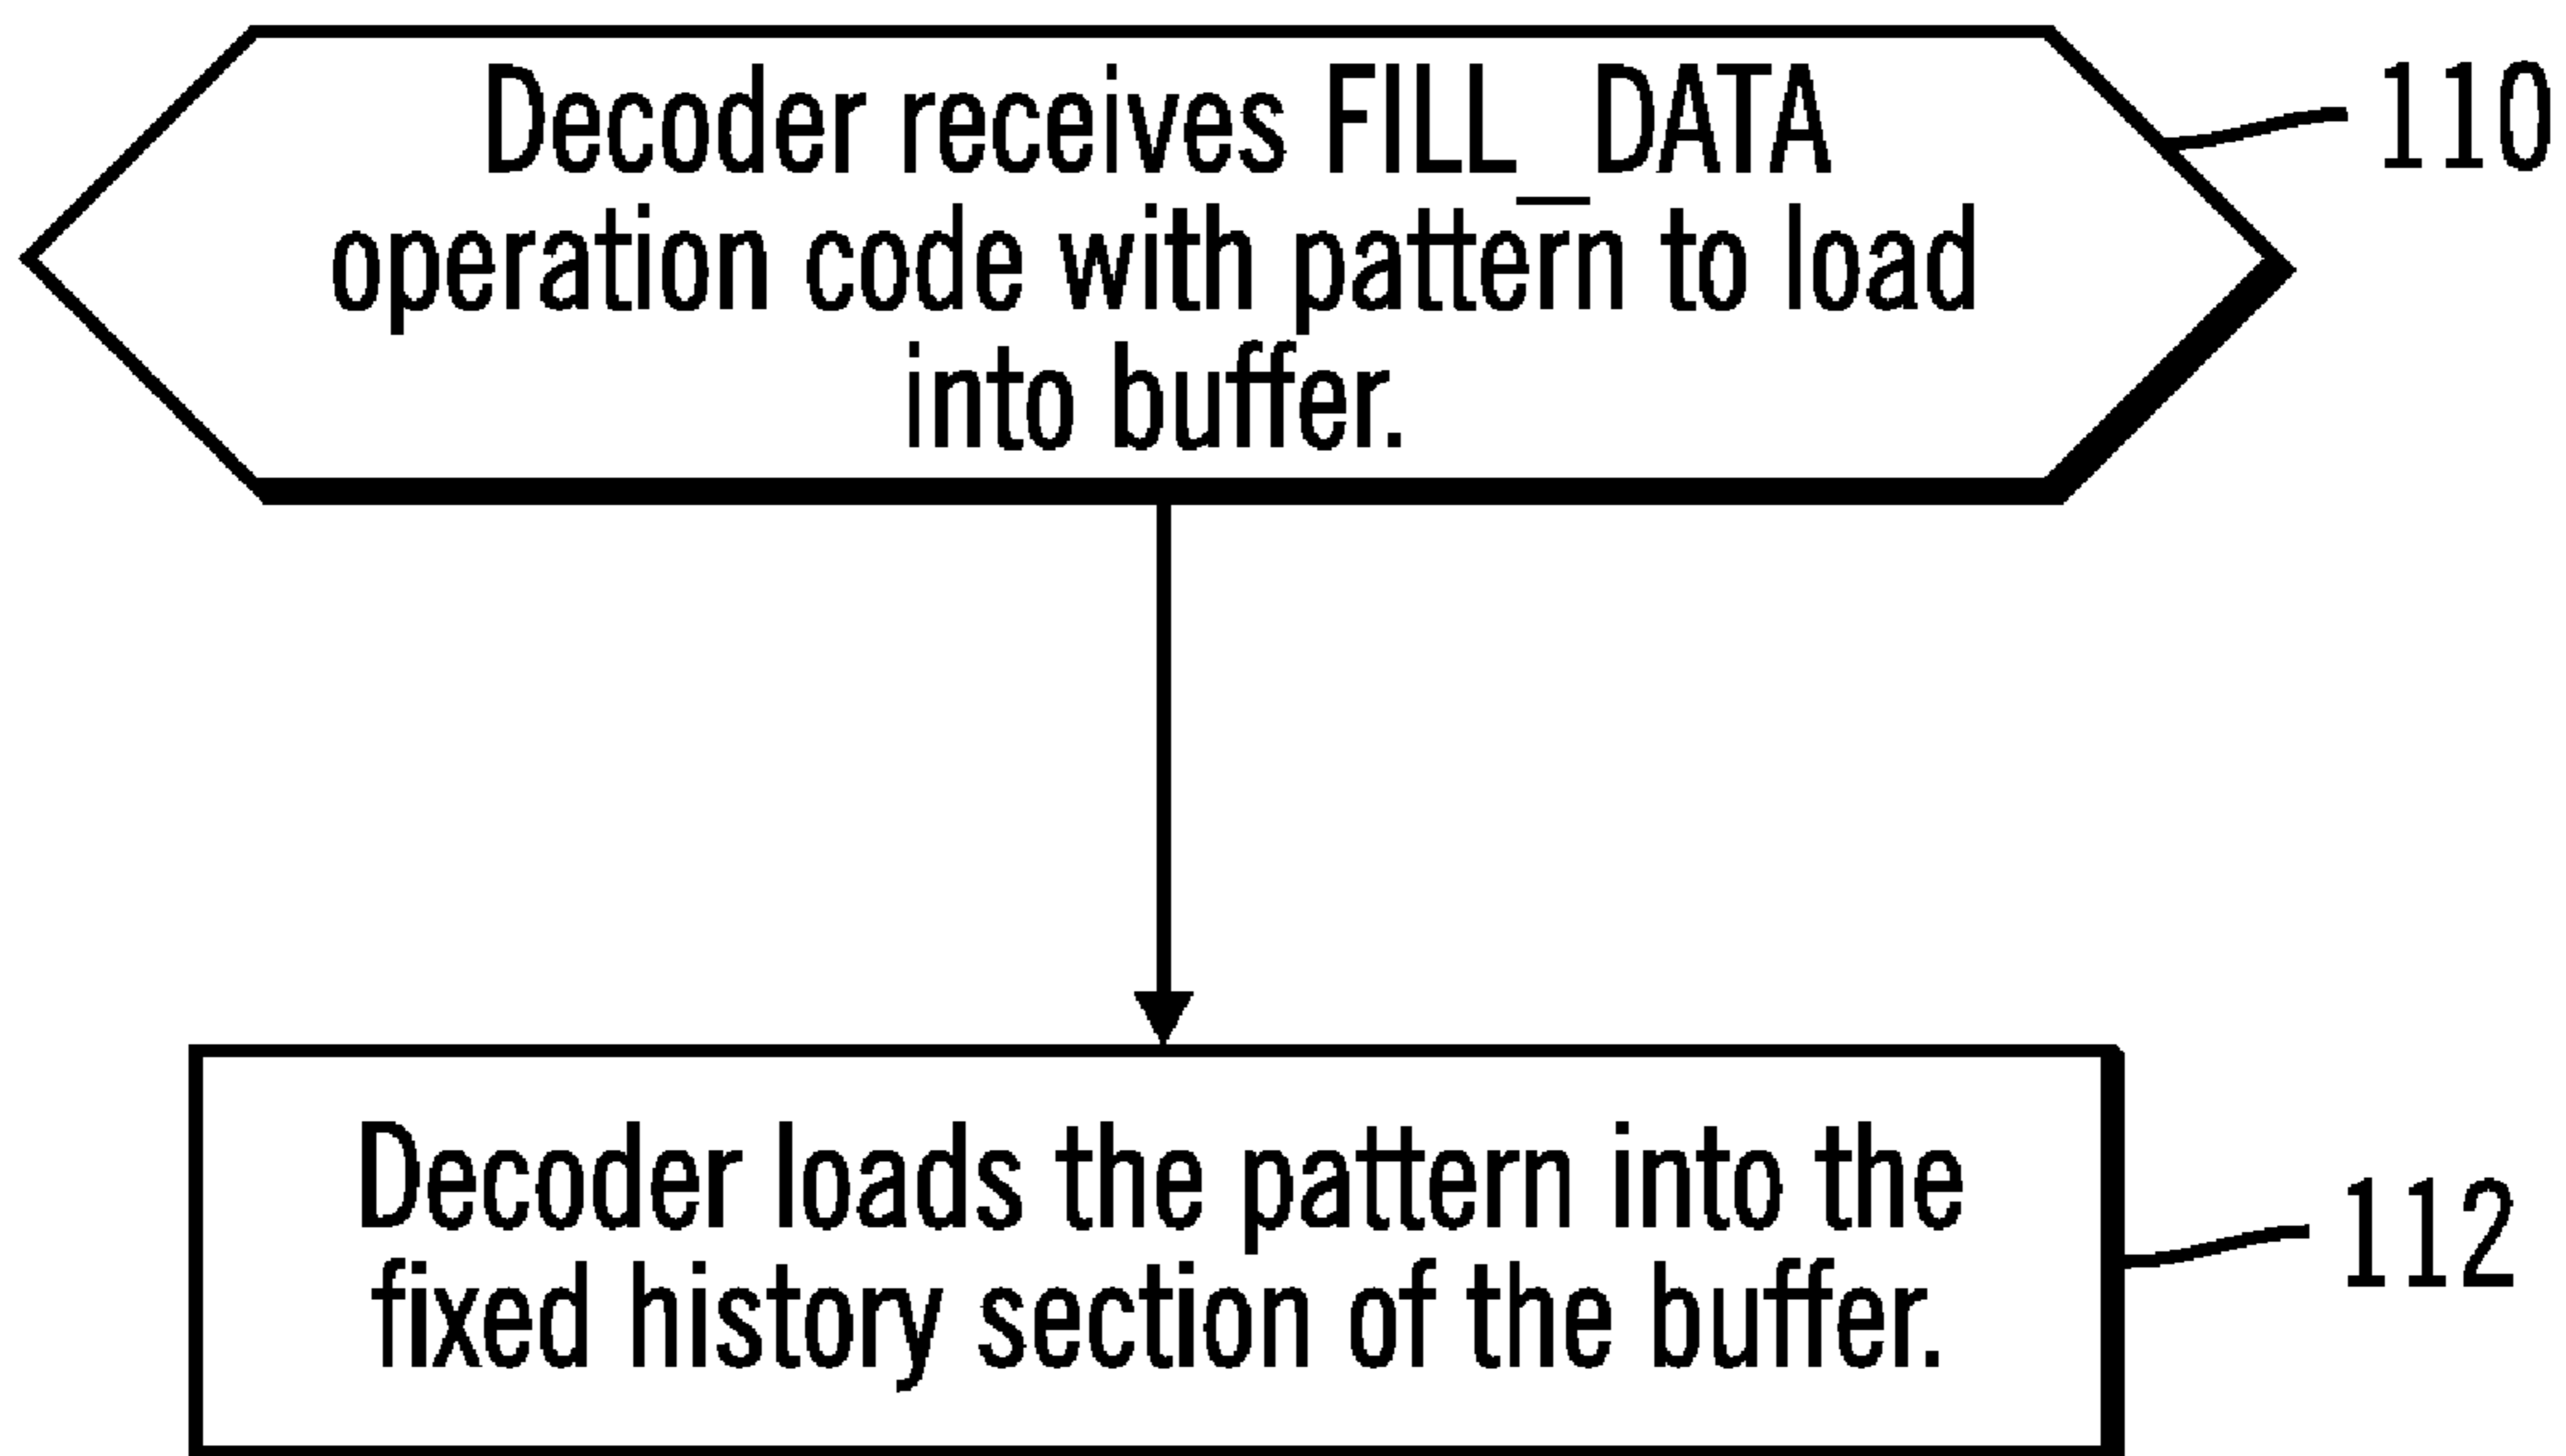 Decoder receives FILL_DATA
operation code with pattern to load
into buffer.
110
Decoder loads the pattern into the
fixed history section of the buffer.
112